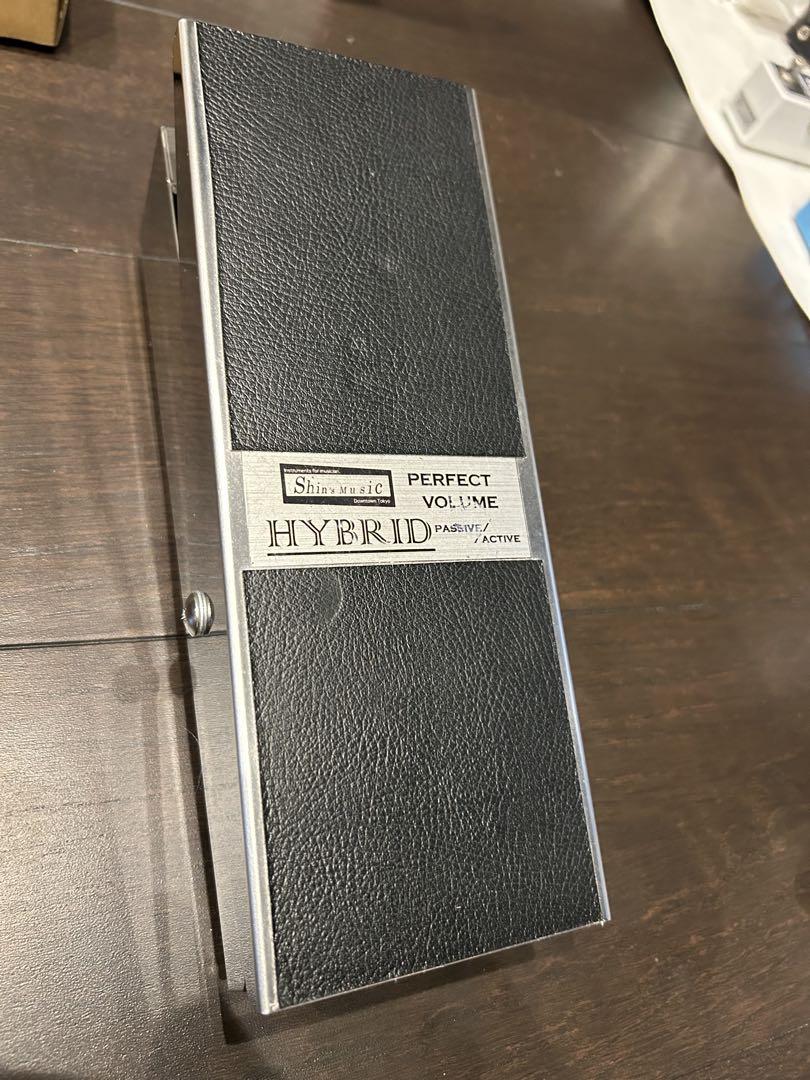 Instruments for musician.
Shin's Music
Downtown Tokyo
PERFECT
VOLUME
HYBRID PASSIVE/
/ACTIVE